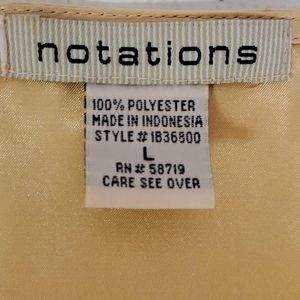 notations
100% POLYESTER
MADE IN INDONESIA
STYLE # 1B36800
L
RN # 58719
CARE SEE OVER